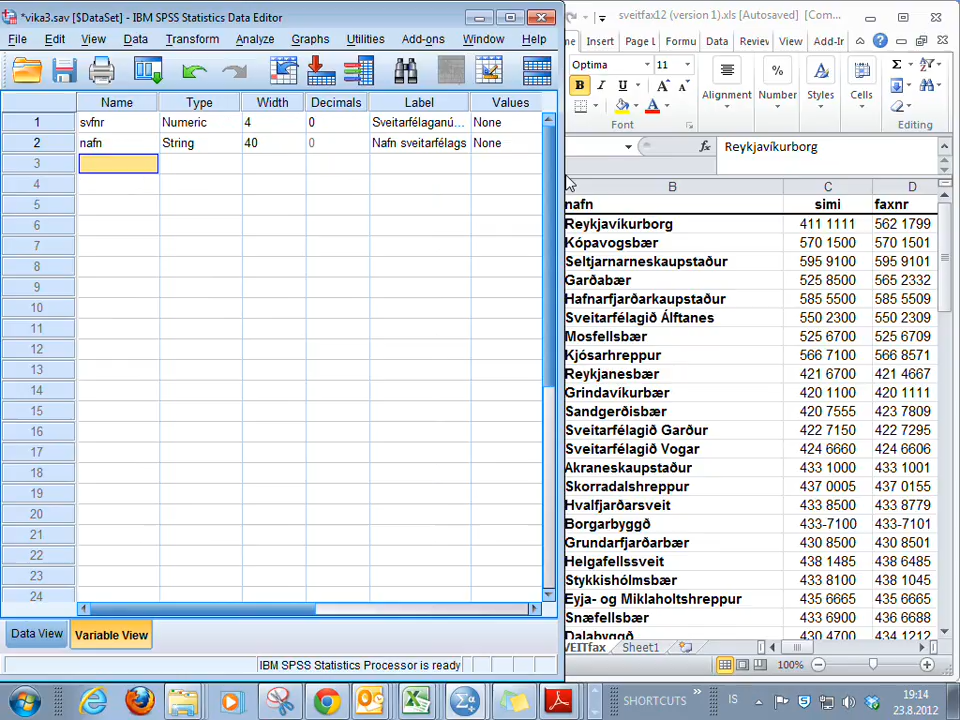 *vika3.sav [$DataSet] - IBM SPSS Statistics Data Editor
File Edit View Data Transform Analyze Graphs Utilities Add-ons Window Help
Name Type Width Decimals Label Values
1 svfnr Numeric 4 0 Sveitarfélaganú... None
2 nafn String 40 0 Nafn sveitarfélags None
3
4
5
6
7
8
9
10
11
12
13
14
15
16
17
18
19
20
21
22
23
24
Data View Variable View
IBM SPSS Statistics Processor is ready
sveitfax12 (version 1).xls [Autosaved] [Com...
me Insert Page L Formu Data Review View Add-Ir
Optima 11
B I U A A
Alignment Number Styles Cells
Font Editing
fx Reykjavíkurborg
B C D
nafn simi faxnr
Reykjavíkurborg 411 1111 562 1799
Kópavogsbær 570 1500 570 1501
Seltjarnarneskaupstaður 595 9100 595 9101
Garðabær 525 8500 565 2332
Hafnarfjarðarkaupstaður 585 5500 585 5509
Sveitarfélagið Álftanes 550 2300 550 2309
Mosfellsbær 525 6700 525 6709
Kjósarhreppur 566 7100 566 8571
Reykjanesbær 421 6700 421 4667
Grindavíkurbær 420 1100 420 1111
Sandgerðisbær 420 7555 423 7809
Sveitarfélagið Garður 422 7150 422 7295
Sveitarfélagið Vogar 424 6660 424 6606
Akraneskaupstaður 433 1000 433 1001
Skorradalshreppur 437 0005 437 0155
Hvalfjarðarsveit 433 8500 433 8779
Borgarbyggð 433-7100 433-7101
Grundarfjarðarbær 430 8500 430 8501
Helgafellssveit 438 1485 438 6485
Stykkishólmsbær 433 8100 438 1045
Eyja- og Miklaholtshreppur 435 6665 435 6665
Snæfellsbær 433 6900 436 6688
Dalabyggð 430 4700 434 1212
VEITfax Sheet1
100%
SHORTCUTS » IS 19:14
23.8.2012